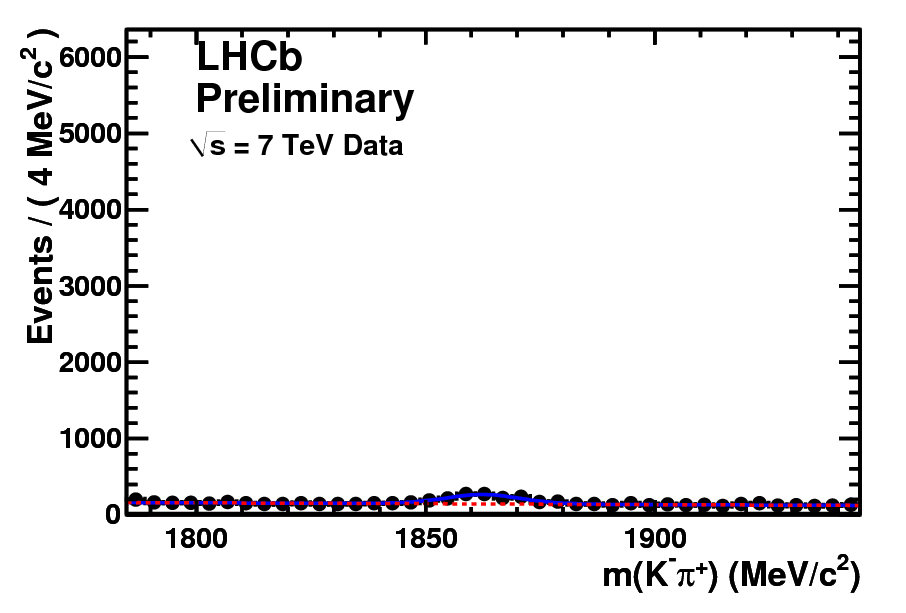 LHCb
Preliminary
√s = 7 TeV Data
Events / ( 4 MeV/c² )
6000
5000
4000
3000
2000
1000
0
1800 1850 1900
m(K⁻π⁺) (MeV/c²)